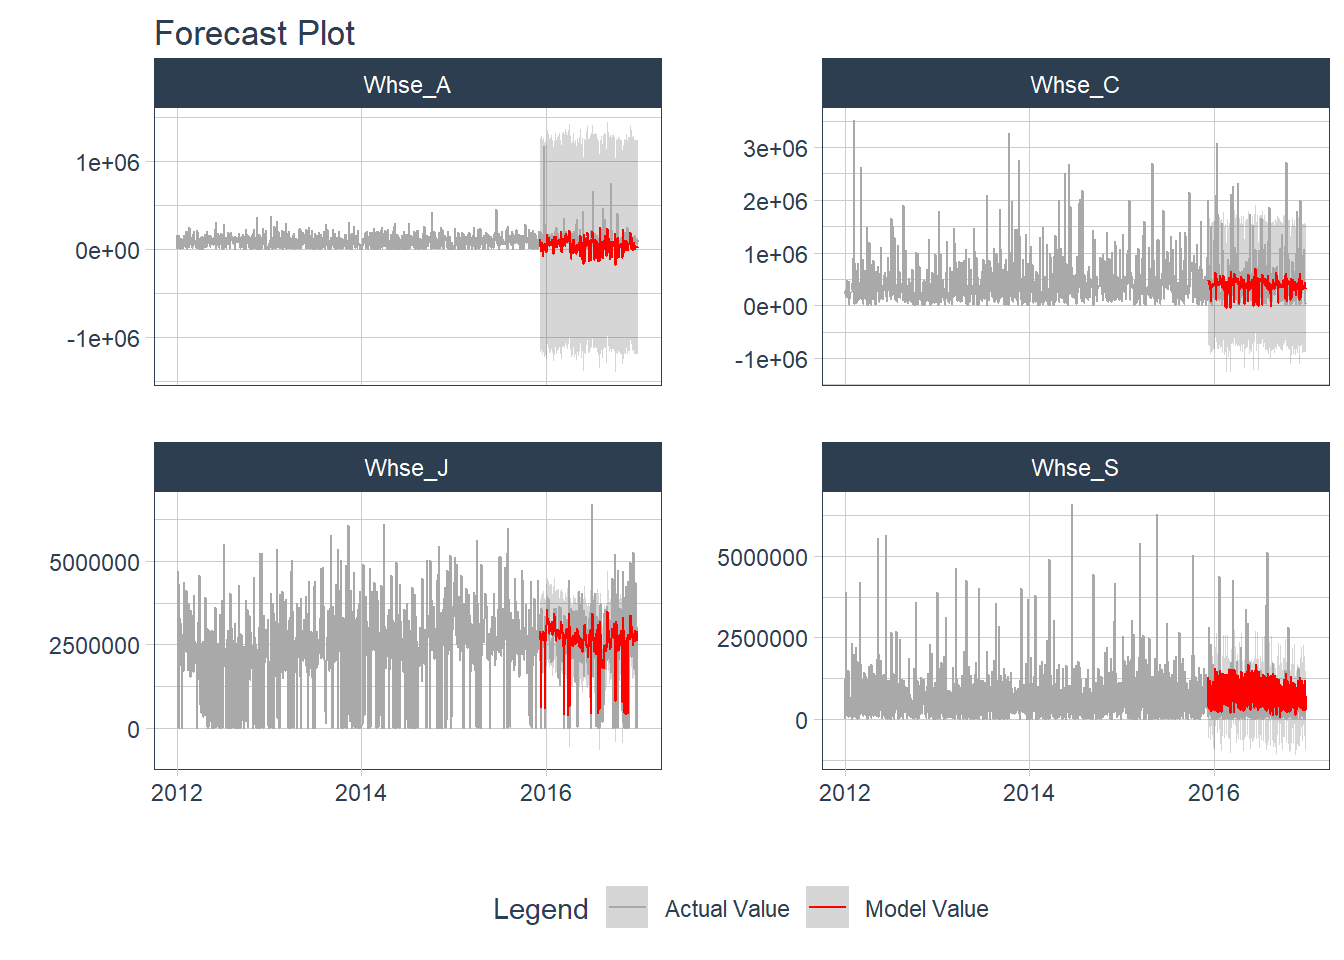 Forecast Plot
Whse_A
Whse_C
1e+06
0e+00
-1e+06
3e+06
2e+06
1e+06
0e+00
-1e+06
Whse_J
Whse_S
5000000
2500000
0
5000000
2500000
0
2012 2014 2016
2012 2014 2016
Legend Actual Value Model Value